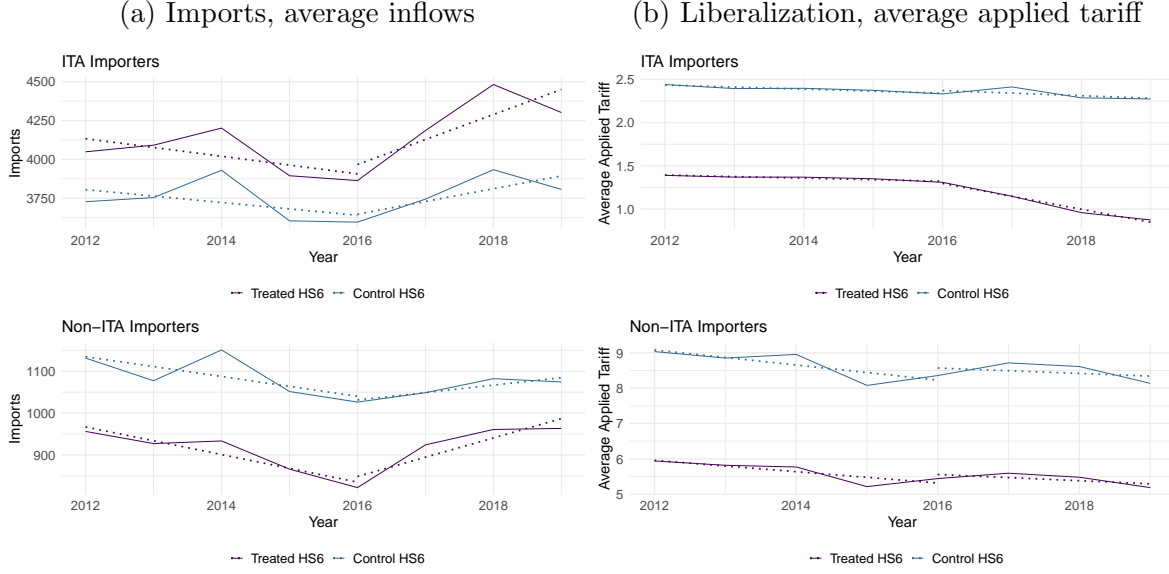 (a) Imports, average inflows
ITA Importers
Imports
4500
4250
4000
3750
2012 2014 2016 2018
Year
Treated HS6 Control HS6
Non−ITA Importers
Imports
1100
1000
900
2012 2014 2016 2018
Year
Treated HS6 Control HS6
(b) Liberalization, average applied tariff
ITA Importers
Average Applied Tariff
2.5
2.0
1.5
1.0
2012 2014 2016 2018
Year
Treated HS6 Control HS6
Non−ITA Importers
Average Applied Tariff
9
8
7
6
5
2012 2014 2016 2018
Year
Treated HS6 Control HS6